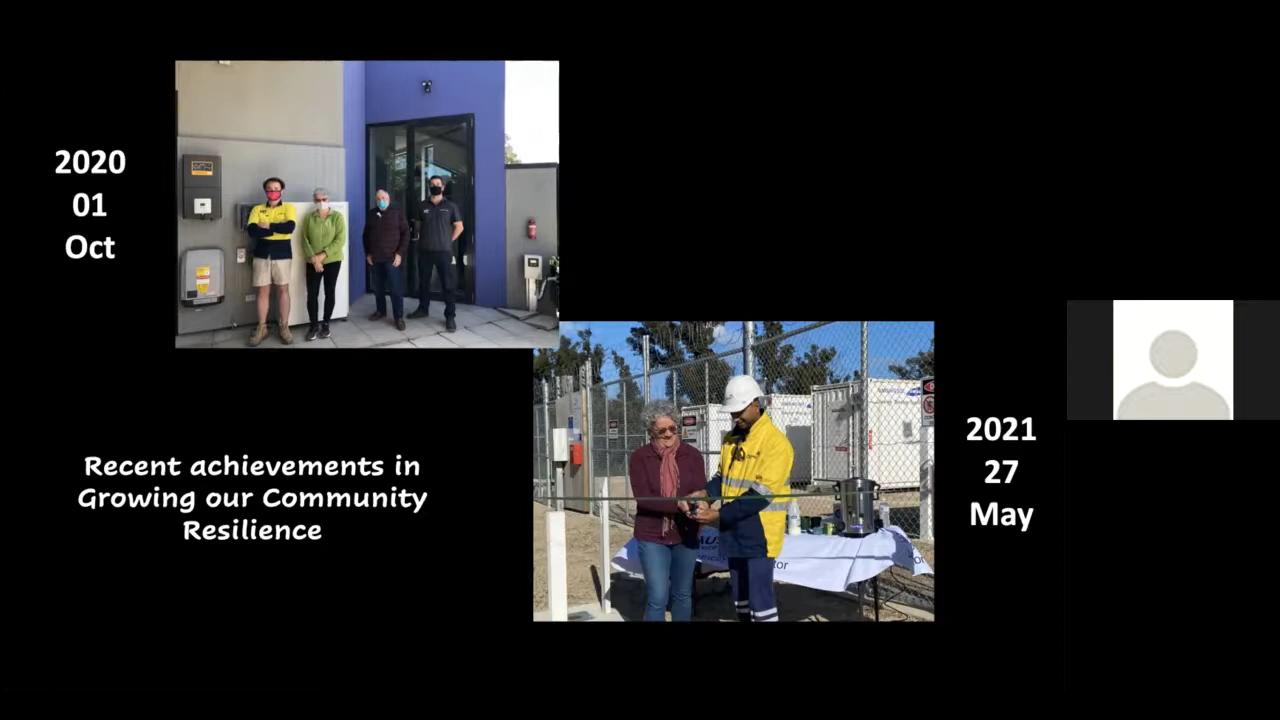 2020
01
Oct
Recent achievements in
Growing our Community
Resilience
2021
27
May